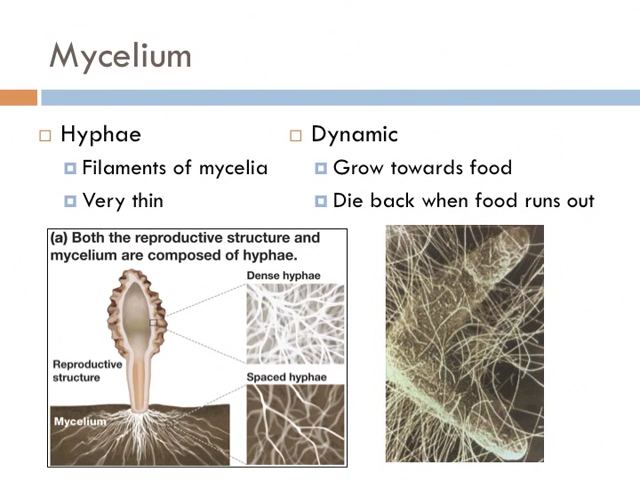 Mycelium
Hyphae
Filaments of mycelia
Very thin
Dynamic
Grow towards food
Die back when food runs out
(a) Both the reproductive structure and
mycelium are composed of hyphae.
Dense hyphae
Reproductive
structure
Spaced hyphae
Mycelium